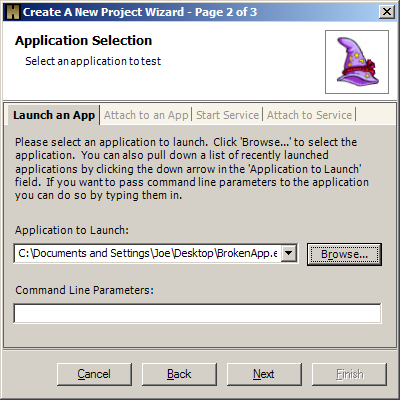 Create A New Project Wizard - Page 2 of 3
Application Selection
Select an application to test
Launch an App | Attach to an App | Start Service | Attach to Service |
Please select an application to launch. Click 'Browse...' to select the
application. You can also pull down a list of recently launched
applications by clicking the down arrow in the 'Application to Launch'
field. If you want to pass command line parameters to the application
you can do so by typing them in.
Application to Launch:
C:\Documents and Settings\Joe\Desktop\BrokenApp.e
Browse...
Command Line Parameters:
Cancel Back Next Finish